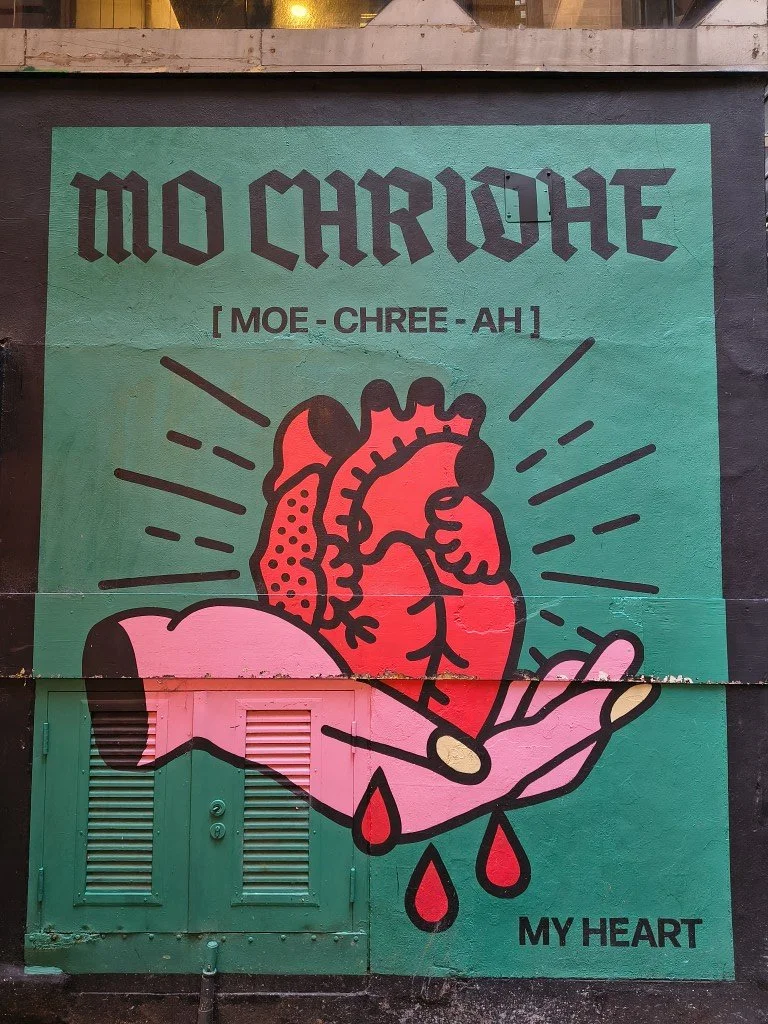 MO CHRIDHE
[ MOE - CHREE - AH ]
MY HEART